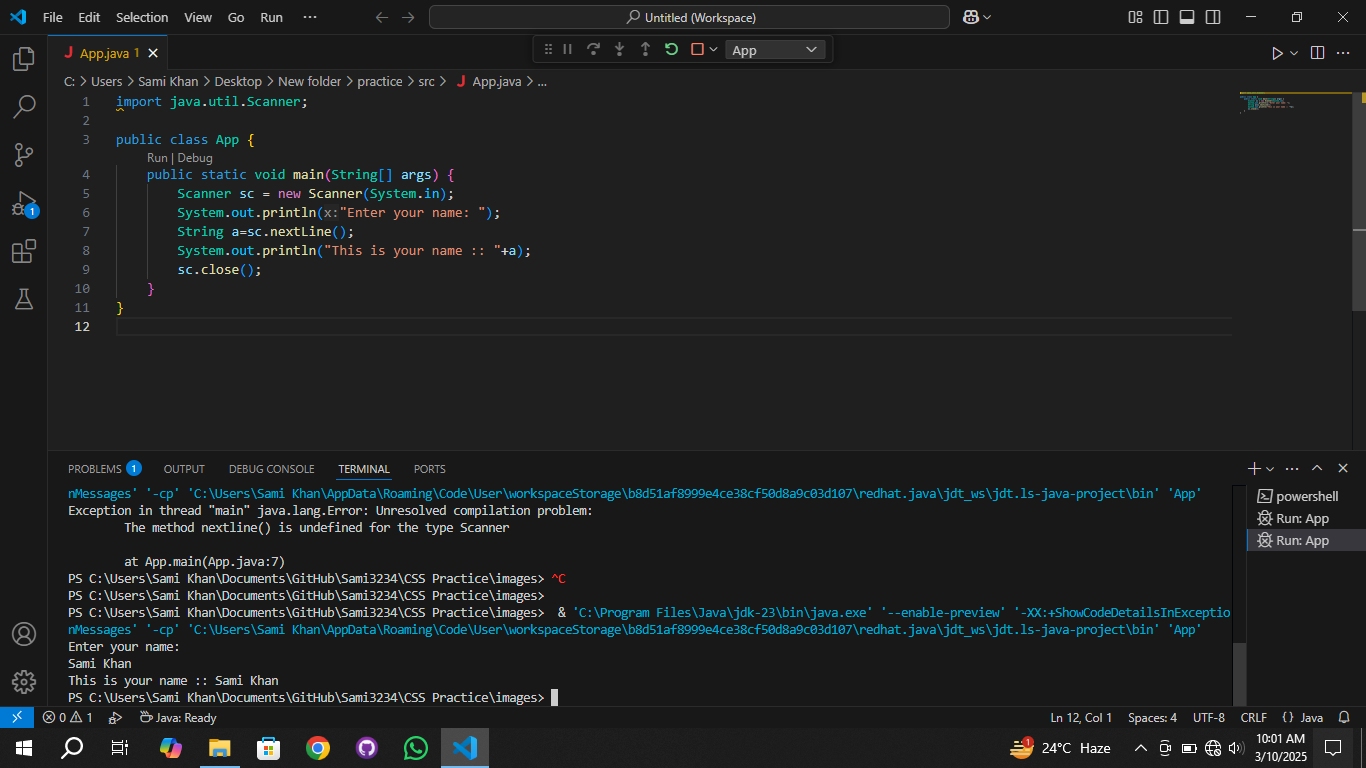 File Edit Selection View Go Run ··· Untitled (Workspace)
J App.java 1
App
C: > Users > Sami Khan > Desktop > New folder > practice > src > J App.java > ...
1 import java.util.Scanner;
2
3 public class App {
Run | Debug
4 public static void main(String[] args) {
5 Scanner sc = new Scanner(System.in);
6 System.out.println(x:"Enter your name: ");
7 String a=sc.nextLine();
8 System.out.println("This is your name :: "+a);
9 sc.close();
10 }
11 }
12
PROBLEMS 1 OUTPUT DEBUG CONSOLE TERMINAL PORTS
nMessages' '-cp' 'C:\Users\Sami Khan\AppData\Roaming\Code\User\workspaceStorage\b8d51af8999e4ce38cf50d8a9c03d107\redhat.java\jdt_ws\jdt.ls-java-project\bin' 'App'
Exception in thread "main" java.lang.Error: Unresolved compilation problem:
The method nextline() is undefined for the type Scanner
at App.main(App.java:7)
PS C:\Users\Sami Khan\Documents\GitHub\Sami3234\CSS Practice\images> ^C
PS C:\Users\Sami Khan\Documents\GitHub\Sami3234\CSS Practice\images>
PS C:\Users\Sami Khan\Documents\GitHub\Sami3234\CSS Practice\images> & 'C:\Program Files\Java\jdk-23\bin\java.exe' '--enable-preview' '-XX:+ShowCodeDetailsInExceptio
nMessages' '-cp' 'C:\Users\Sami Khan\AppData\Roaming\Code\User\workspaceStorage\b8d51af8999e4ce38cf50d8a9c03d107\redhat.java\jdt_ws\jdt.ls-java-project\bin' 'App'
Enter your name:
Sami Khan
This is your name :: Sami Khan
PS C:\Users\Sami Khan\Documents\GitHub\Sami3234\CSS Practice\images>
powershell
Run: App
Run: App
1
0 1 Java: Ready Ln 12, Col 1 Spaces: 4 UTF-8 CRLF {} Java
1 24°C Haze 10:01 AM
3/10/2025